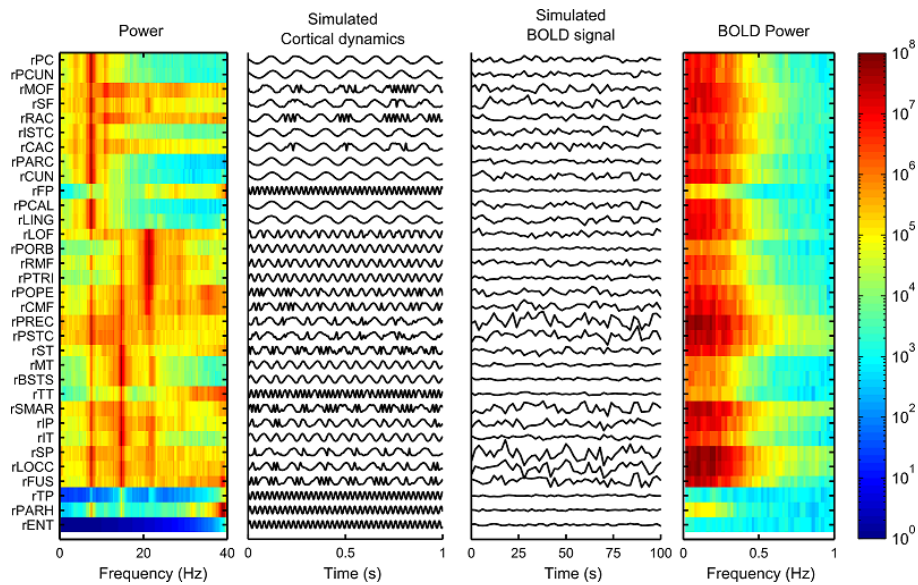 Power
Simulated
Cortical dynamics
Simulated
BOLD signal
BOLD Power
rPC
rPCUN
rMOF
rSF
rRAC
rISTC
rCAC
rPARC
rCUN
rFP
rPCAL
rLING
rLOF
rPORB
rRMF
rPTRI
rPOPE
rCMF
rPREC
rPSTC
rST
rMT
rBSTS
rTT
rSMAR
rIP
rIT
rSP
rLOCC
rFUS
rTP
rPARH
rENT
0 20 40
Frequency (Hz)
0 0.5 1
Time (s)
0 25 50 75 100
Time (s)
0 0.5 1
Frequency (Hz)
10⁸
10⁷
10⁶
10⁵
10⁴
10³
10²
10¹
10⁰